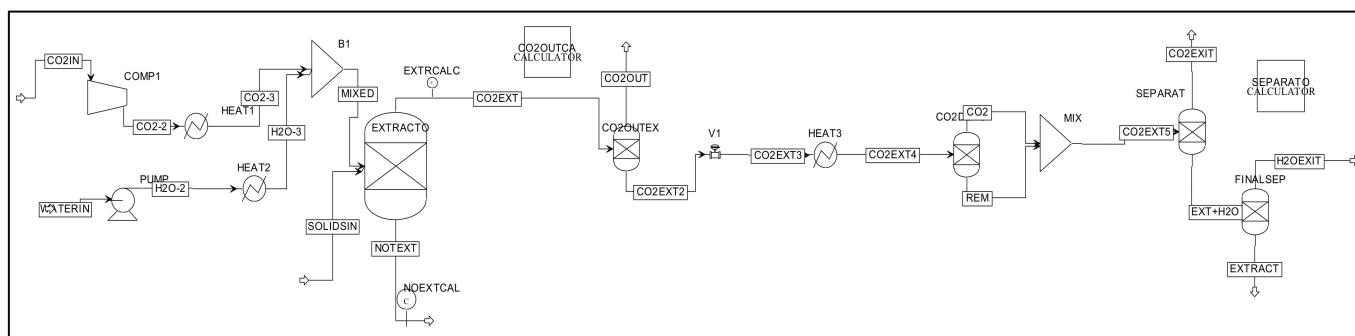 CO2IN
COMP1
CO2-2
HEAT1
CO2-3
B1
MIXED
H2O-3
HEAT2
PUMP
H2O-2
WATERIN
SOLIDSIN
EXTRACTO
NOTEXT
NOEXTCAL
C
EXTRCALC
C
CO2EXT
CO2OUTCA
CALCULATOR
CO2OUT
CO2OUTEX
CO2EXT2
V1
CO2EXT3
HEAT3
CO2EXT4
CO2
REM
MIX
CO2EXT5
CO2EXIT
SEPARAT
SEPARATO
CALCULATOR
H2OEXIT
FINALSEP
EXT+H2O
EXTRACT